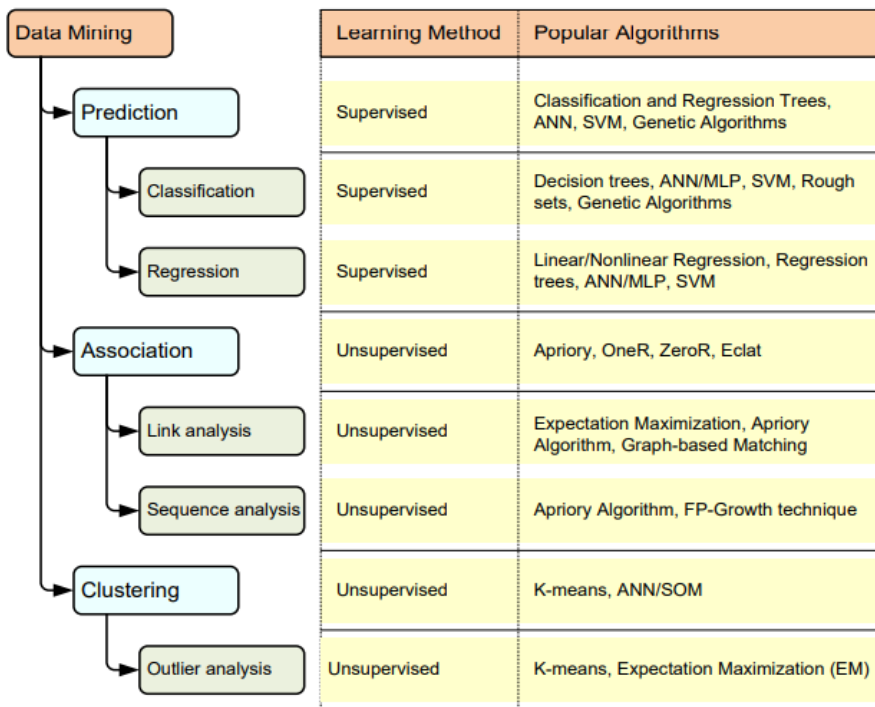 Data Mining
Learning Method
Popular Algorithms
Prediction
Supervised
Classification and Regression Trees,
ANN, SVM, Genetic Algorithms
Classification
Supervised
Decision trees, ANN/MLP, SVM, Rough
sets, Genetic Algorithms
Regression
Supervised
Linear/Nonlinear Regression, Regression
trees, ANN/MLP, SVM
Association
Unsupervised
Apriory, OneR, ZeroR, Eclat
Link analysis
Unsupervised
Expectation Maximization, Apriory
Algorithm, Graph-based Matching
Sequence analysis
Unsupervised
Apriory Algorithm, FP-Growth technique
Clustering
Unsupervised
K-means, ANN/SOM
Outlier analysis
Unsupervised
K-means, Expectation Maximization (EM)